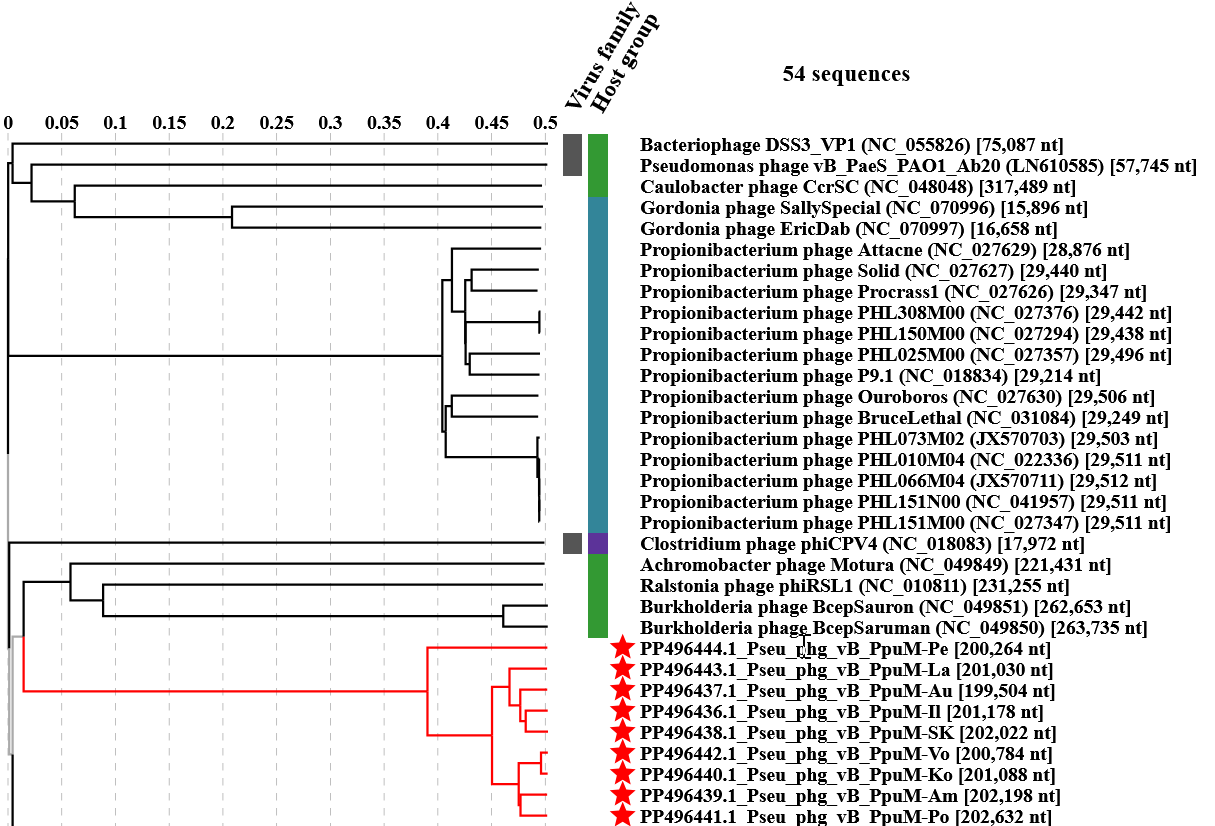 Virus family
Host group
54 sequences
0 0.05 0.1 0.15 0.2 0.25 0.3 0.35 0.4 0.45 0.5
Bacteriophage DSS3_VP1 (NC_055826) [75,087 nt]
Pseudomonas phage vB_PaeS_PAO1_Ab20 (LN610585) [57,745 nt]
Caulobacter phage CcrSC (NC_048048) [317,489 nt]
Gordonia phage SallySpecial (NC_070996) [15,896 nt]
Gordonia phage EricDab (NC_070997) [16,658 nt]
Propionibacterium phage Attacne (NC_027629) [28,876 nt]
Propionibacterium phage Solid (NC_027627) [29,440 nt]
Propionibacterium phage Procrass1 (NC_027626) [29,347 nt]
Propionibacterium phage PHL308M00 (NC_027376) [29,442 nt]
Propionibacterium phage PHL150M00 (NC_027294) [29,438 nt]
Propionibacterium phage PHL025M00 (NC_027357) [29,496 nt]
Propionibacterium phage P9.1 (NC_018834) [29,214 nt]
Propionibacterium phage Ouroboros (NC_027630) [29,506 nt]
Propionibacterium phage BruceLethal (NC_031084) [29,249 nt]
Propionibacterium phage PHL073M02 (JX570703) [29,503 nt]
Propionibacterium phage PHL010M04 (NC_022336) [29,511 nt]
Propionibacterium phage PHL066M04 (JX570711) [29,512 nt]
Propionibacterium phage PHL151N00 (NC_041957) [29,511 nt]
Propionibacterium phage PHL151M00 (NC_027347) [29,511 nt]
Clostridium phage phiCPV4 (NC_018083) [17,972 nt]
Achromobacter phage Motura (NC_049849) [221,431 nt]
Ralstonia phage phiRSL1 (NC_010811) [231,255 nt]
Burkholderia phage BcepSauron (NC_049851) [262,653 nt]
Burkholderia phage BcepSaruman (NC_049850) [263,735 nt]
PP496444.1_Pseu_phg_vB_PpuM-Pe [200,264 nt]
PP496443.1_Pseu_phg_vB_PpuM-La [201,030 nt]
PP496437.1_Pseu_phg_vB_PpuM-Au [199,504 nt]
PP496436.1_Pseu_phg_vB_PpuM-Il [201,178 nt]
PP496438.1_Pseu_phg_vB_PpuM-SK [202,022 nt]
PP496442.1_Pseu_phg_vB_PpuM-Vo [200,784 nt]
PP496440.1_Pseu_phg_vB_PpuM-Ko [201,088 nt]
PP496439.1_Pseu_phg_vB_PpuM-Am [202,198 nt]
PP496441.1_Pseu_phg_vB_PpuM-Po [202,632 nt]